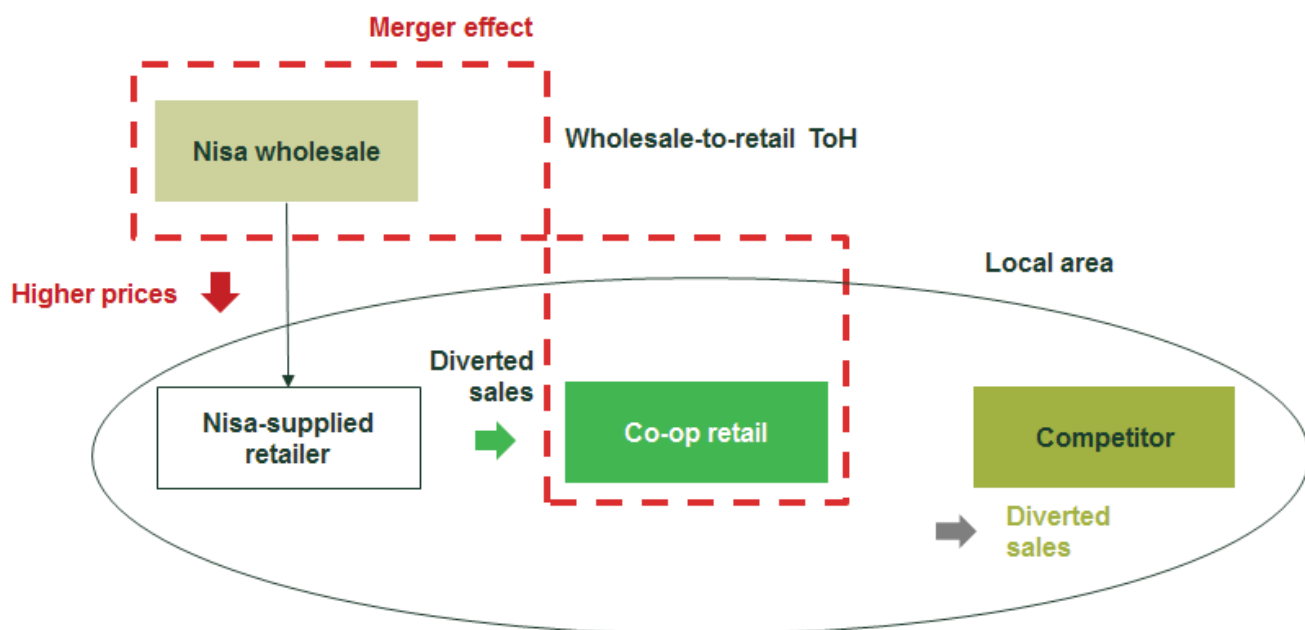 Merger effect
Nisa wholesale
Wholesale-to-retail ToH
Local area
Higher prices
Diverted
sales
Nisa-supplied
retailer
Co-op retail
Competitor
Diverted
sales